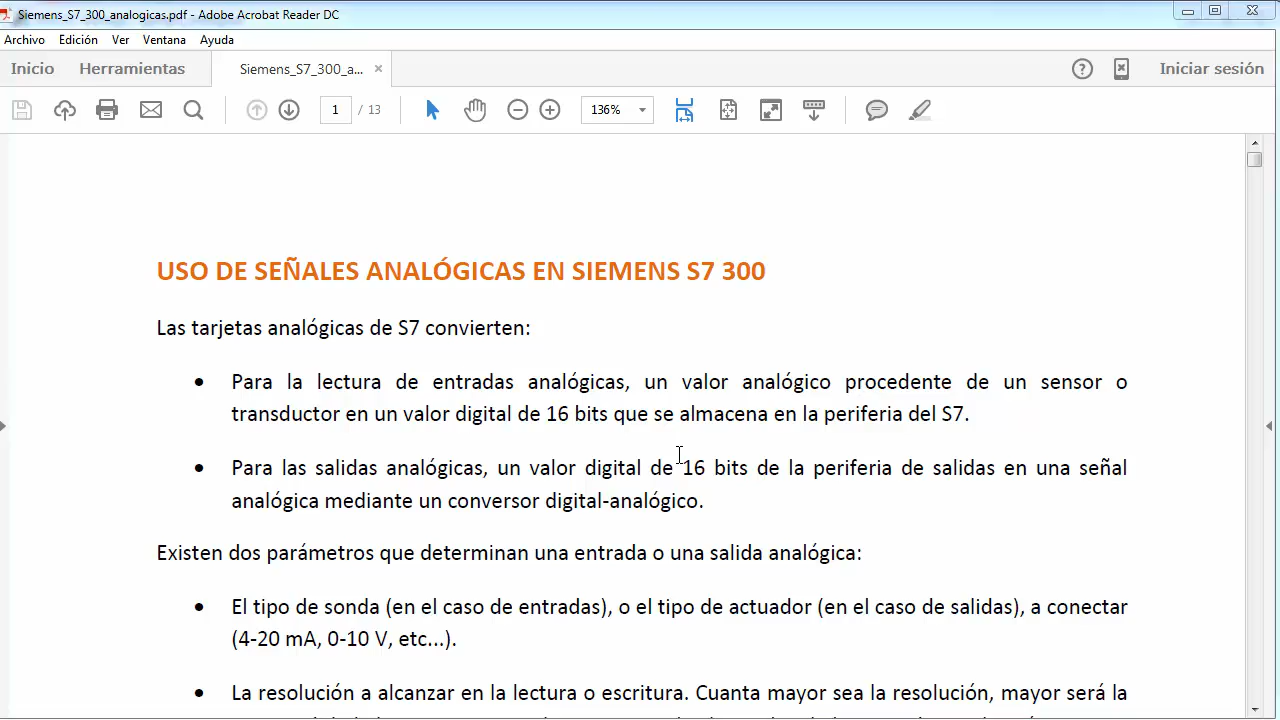 Siemens_S7_300_analogicas.pdf - Adobe Acrobat Reader DC
Archivo Edición Ver Ventana Ayuda
Inicio Herramientas Siemens_S7_300_a... × Iniciar sesión
1 / 13 136%
USO DE SEÑALES ANALÓGICAS EN SIEMENS S7 300
Las tarjetas analógicas de S7 convierten:
• Para la lectura de entradas analógicas, un valor analógico procedente de un sensor o
transductor en un valor digital de 16 bits que se almacena en la periferia del S7.
• Para las salidas analógicas, un valor digital de 16 bits de la periferia de salidas en una señal
analógica mediante un conversor digital-analógico.
Existen dos parámetros que determinan una entrada o una salida analógica:
• El tipo de sonda (en el caso de entradas), o el tipo de actuador (en el caso de salidas), a conectar
(4-20 mA, 0-10 V, etc...).
• La resolución a alcanzar en la lectura o escritura. Cuanta mayor sea la resolución, mayor será la